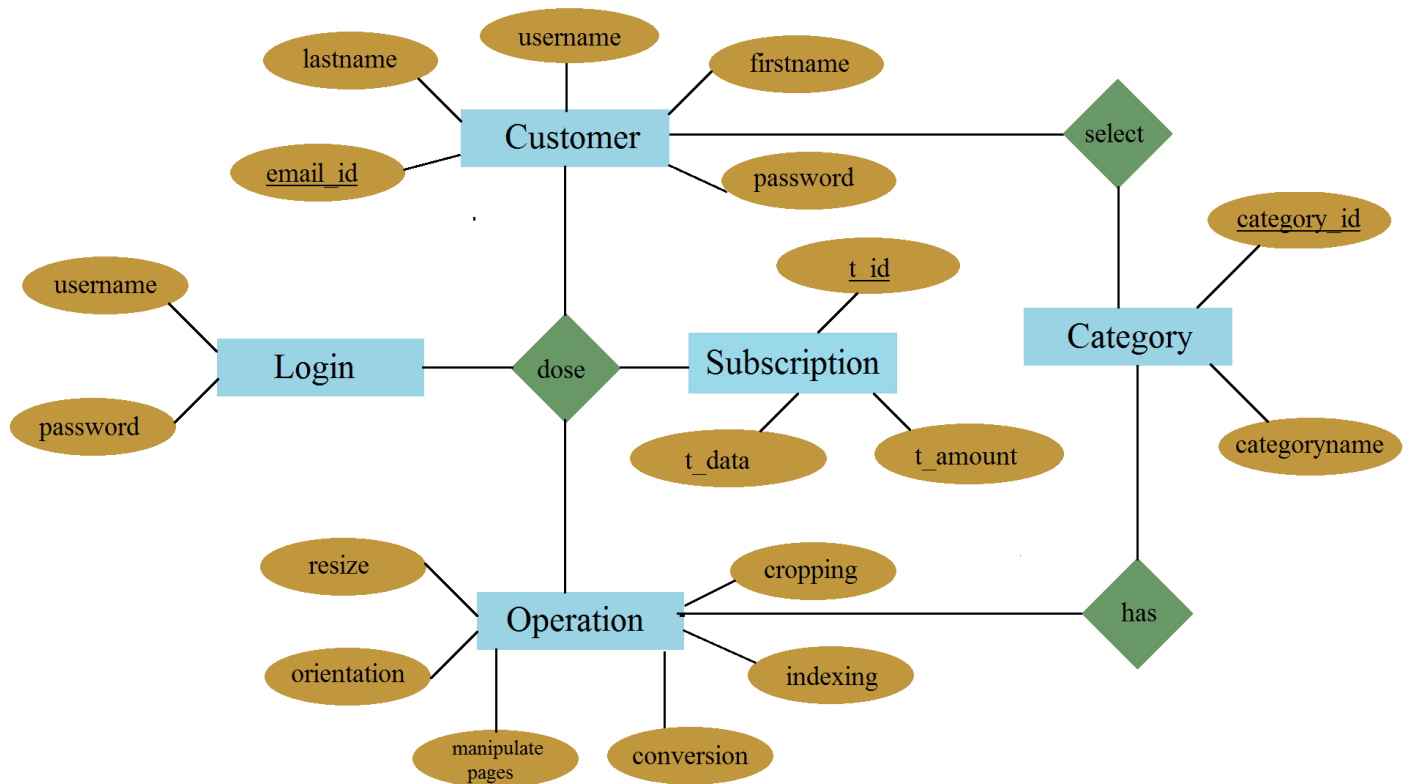 username
lastname
firstname
Customer
select
email_id
password
category_id
t_id
username
Category
Login
dose
Subscription
password
t_data
t_amount
categoryname
resize
cropping
Operation
has
orientation
indexing
manipulate
pages
conversion